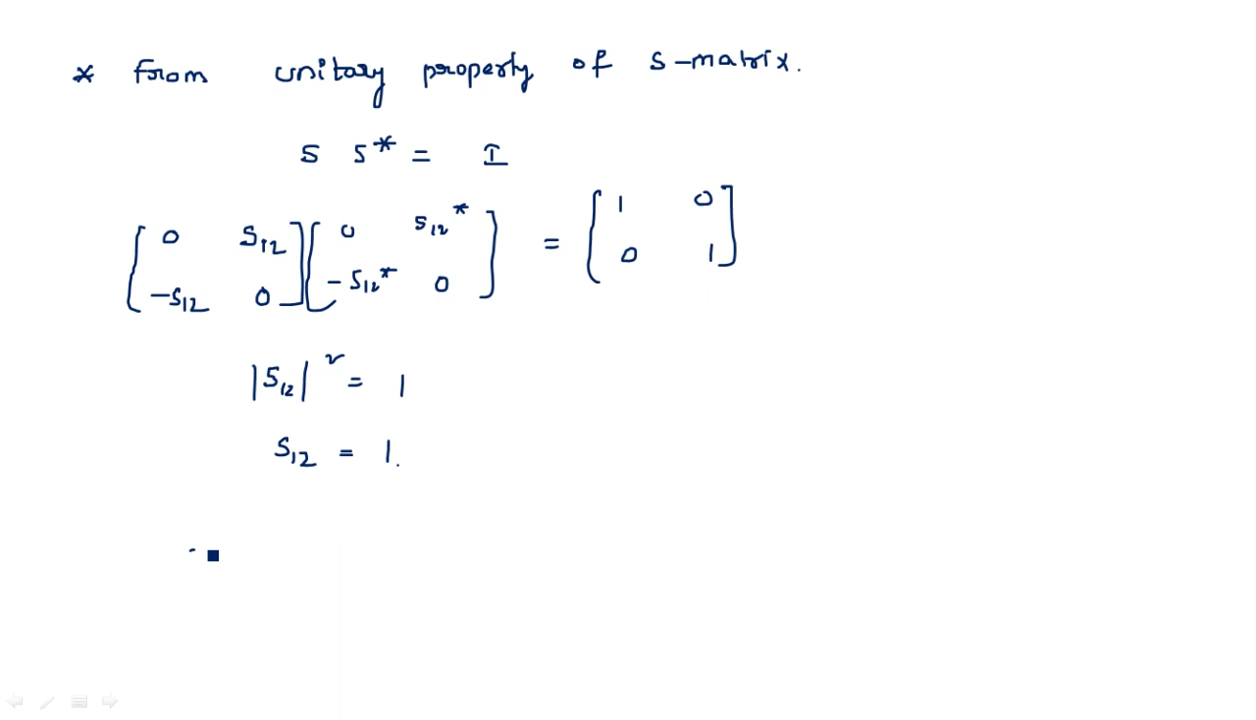 * From unitary property of S-matrix.
S S* = I
[0 S12 -S12 0] [0 S12* -S12* 0] = [1 0 0 1]
|S12|² = 1
S12 = 1.